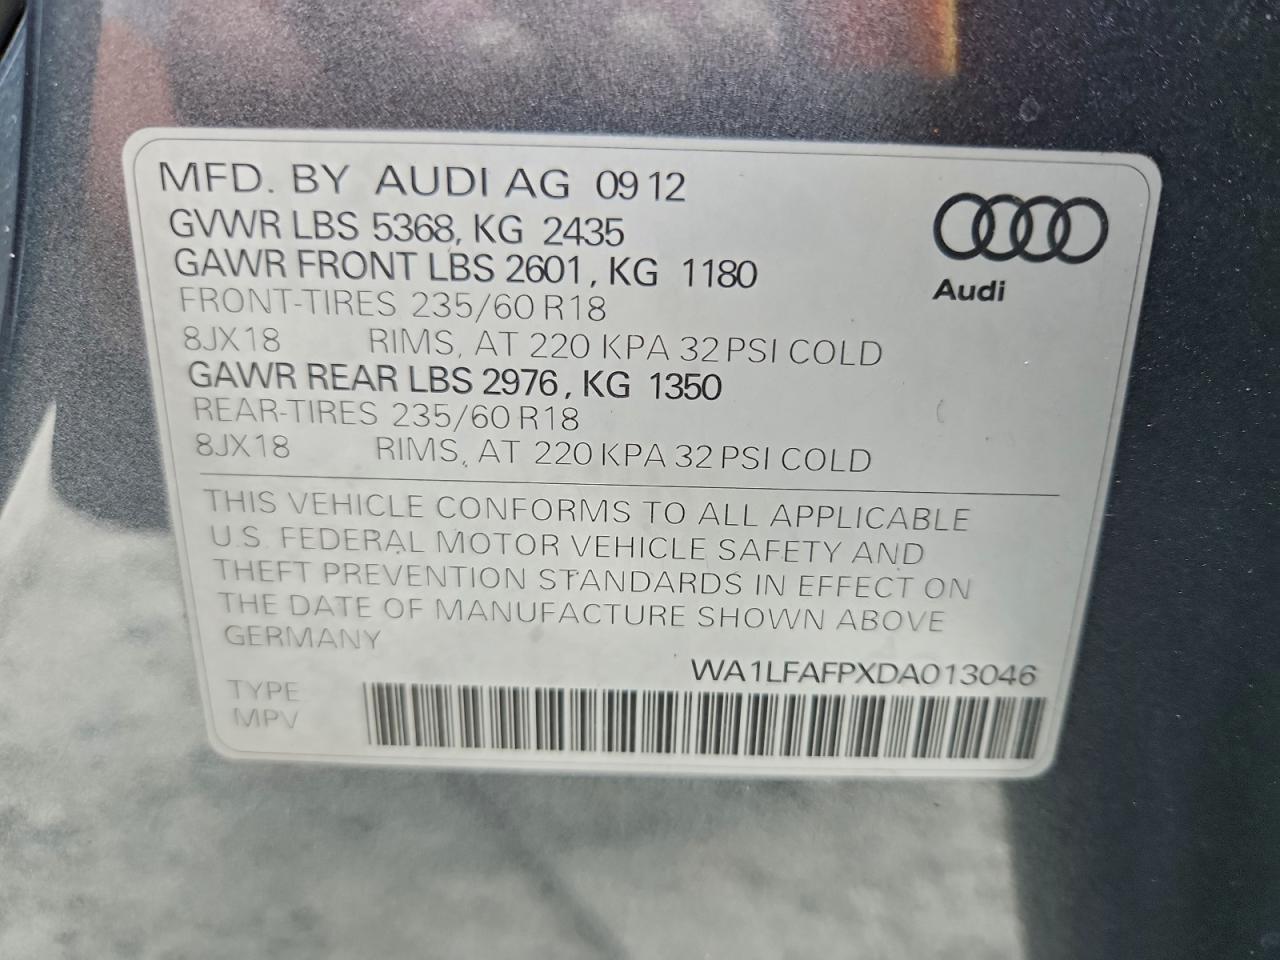 MFD. BY AUDI AG 09 12
GVWR LBS 5368, KG 2435
GAWR FRONT LBS 2601, KG 1180
FRONT-TIRES 235/60 R18
8JX18 RIMS, AT 220 KPA 32 PSI COLD
GAWR REAR LBS 2976, KG 1350
REAR-TIRES 235/60 R18
8JX18 RIMS, AT 220 KPA 32 PSI COLD
Audi
THIS VEHICLE CONFORMS TO ALL APPLICABLE
U.S. FEDERAL MOTOR VEHICLE SAFETY AND
THEFT PREVENTION STANDARDS IN EFFECT ON
THE DATE OF MANUFACTURE SHOWN ABOVE
GERMANY
WA1LFAFPXDA013046
TYPE
MPV